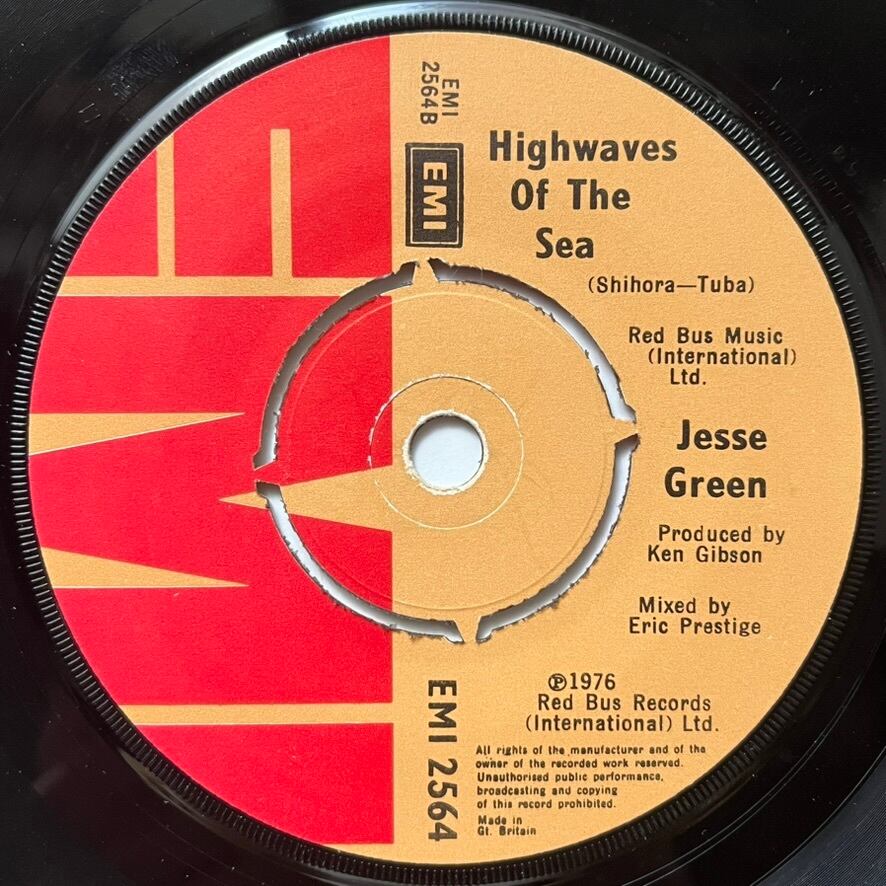 EMI
2564B
EMI
EMI
Highwaves
Of The
Sea
(Shihora—Tuba)
Red Bus Music
(International)
Ltd.
Jesse
Green
Produced by
Ken Gibson
Mixed by
Eric Prestige
℗1976
Red Bus Records
(International) Ltd.
EMI 2564
All rights of the manufacturer and of the
owner of the recorded work reserved.
Unauthorised public performance,
broadcasting and copying
of this record prohibited.
Made in
Gt. Britain